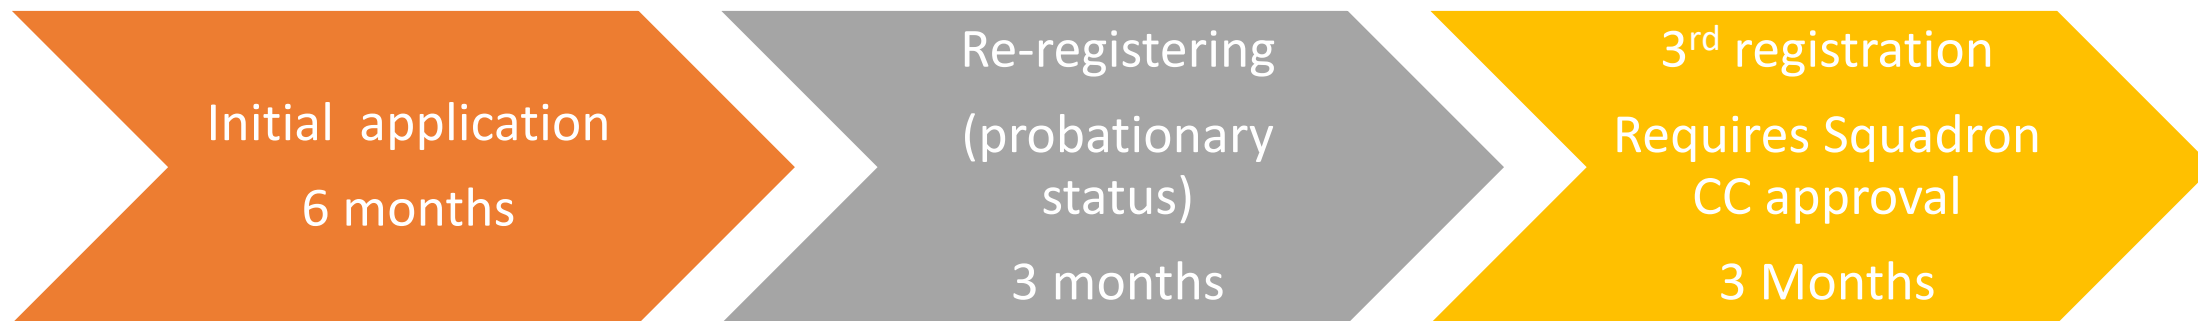 Initial  application
6 months
Re-registering
(probationary
status)
3 months
3rd registration
Requires Squadron
CC approval
3 Months